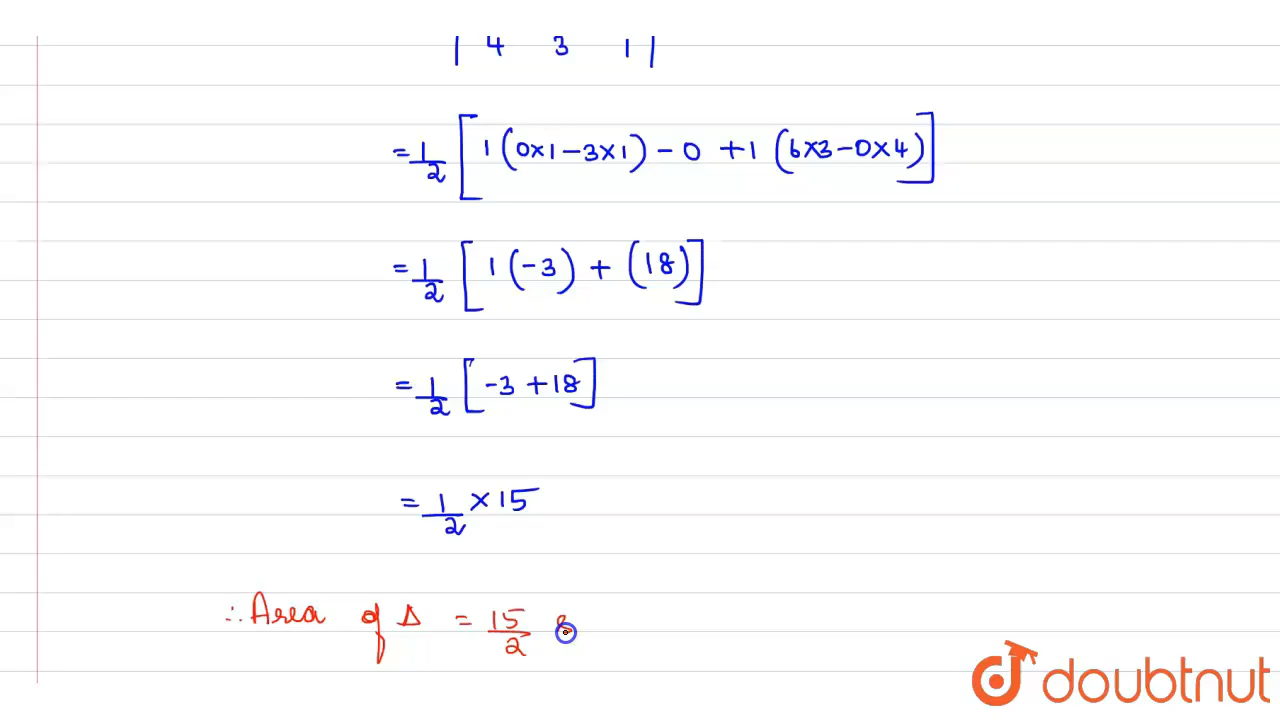 | 4 3 1 |
= 1/2 [ 1 (0×1 – 3×1) – 0 + 1 (6×3 – 0×4) ]
= 1/2 [ 1 (-3) + (18) ]
= 1/2 [ -3 + 18 ]
= 1/2 × 15
∴ Area of Δ = 15/2 s
doubtnut